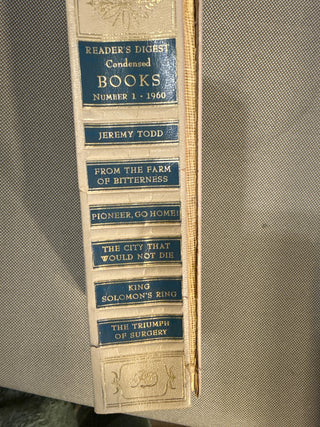 READER'S DIGEST
Condensed
BOOKS
NUMBER 1 · 1960
JEREMY TODD
FROM THE FARM
OF BITTERNESS
PIONEER, GO HOME!
THE CITY THAT
WOULD NOT DIE
KING
SOLOMON'S RING
THE TRIUMPH
OF SURGERY